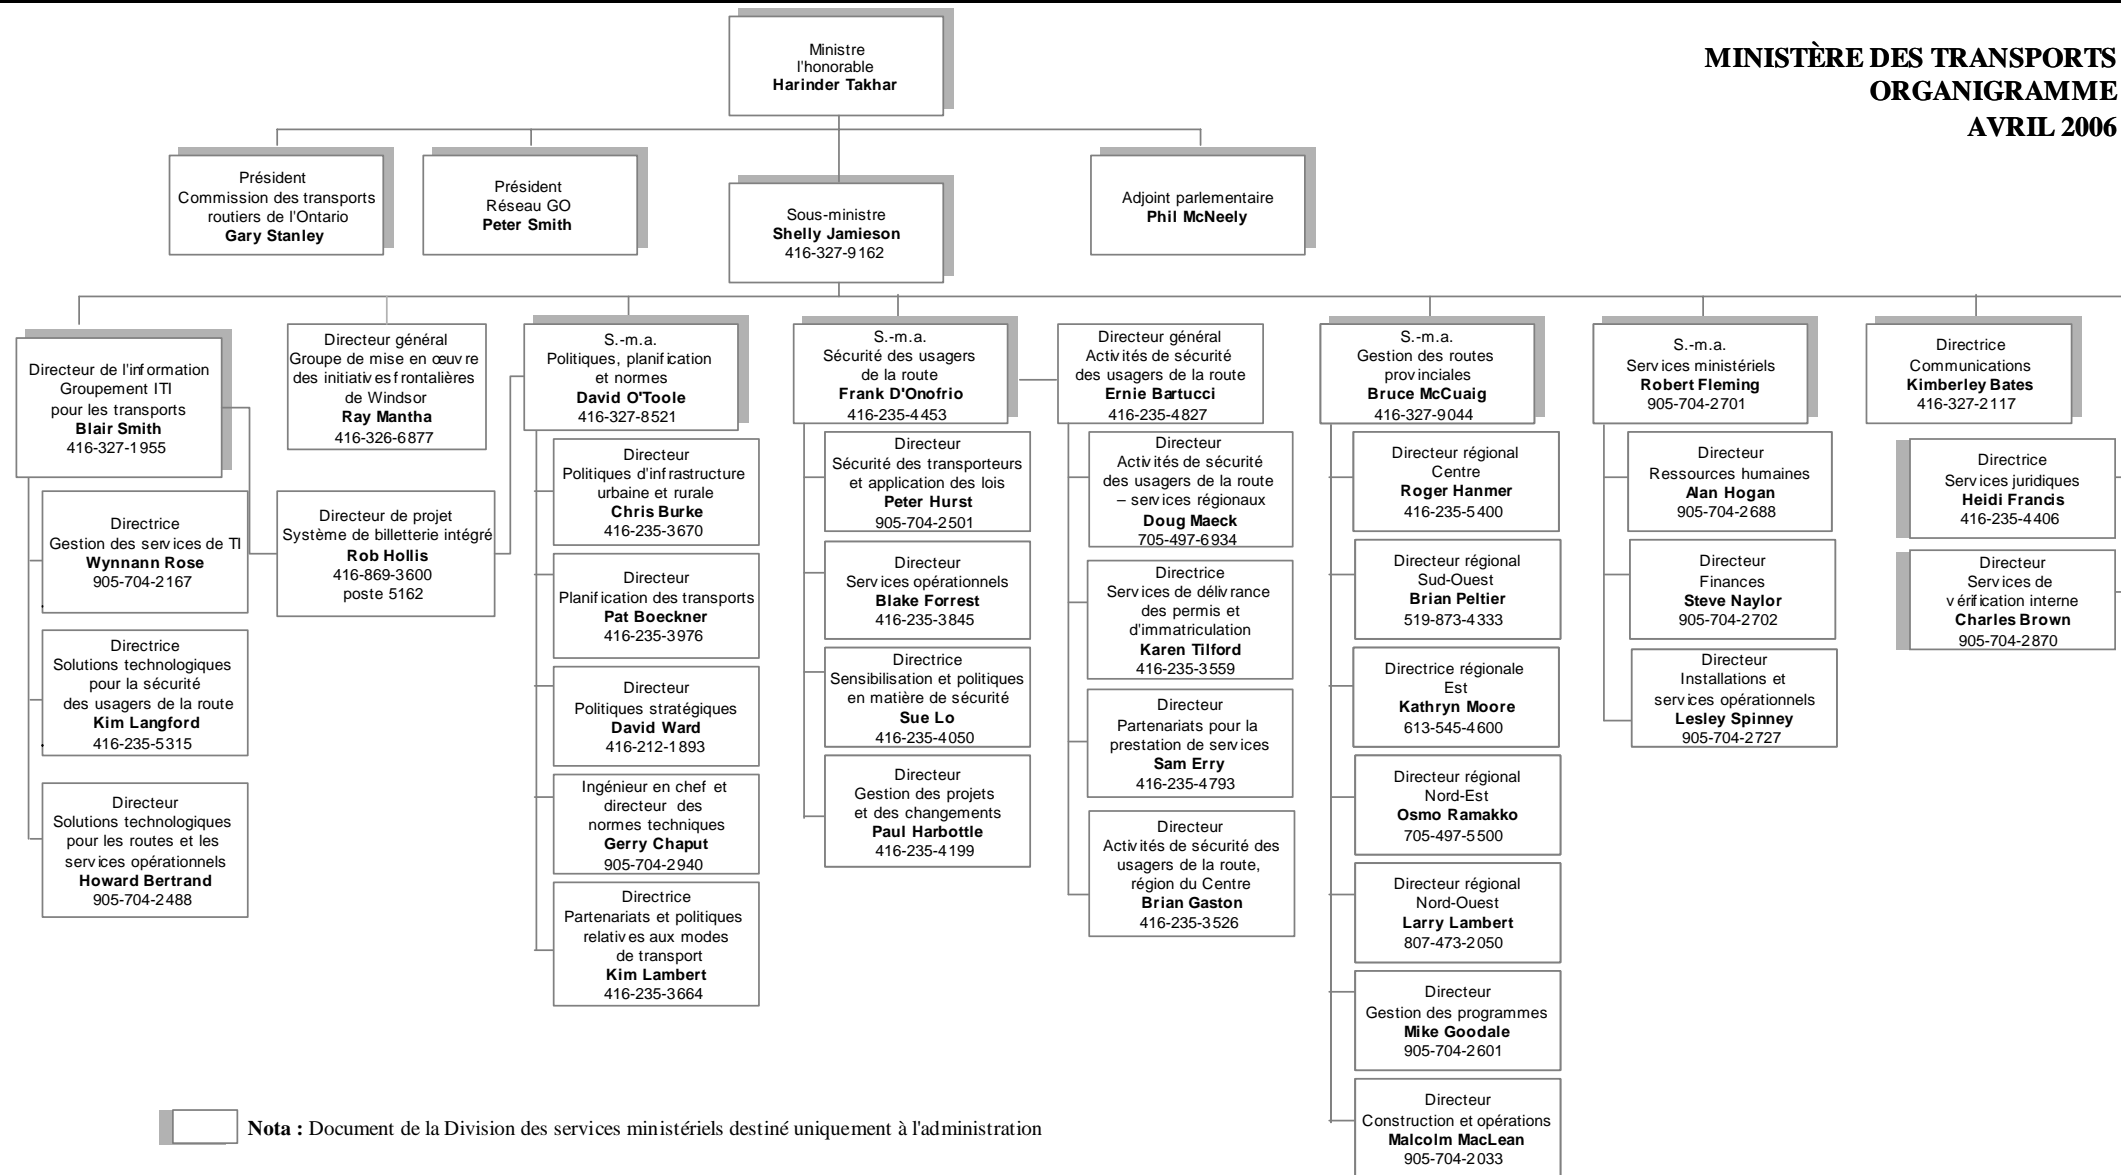 MINISTÈRE DES TRANSPORTS
ORGANIGRAMME
AVRIL 2006
Ministre
l'honorable
Harinder Takhar
Président
Commission des transports
routiers de l'Ontario
Gary Stanley
Président
Réseau GO
Peter Smith
Sous-ministre
Shelly Jamieson
416-327-9162
Adjoint parlementaire
Phil McNeely
Directeur de l'information
Groupement ITI
pour les transports
Blair Smith
416-327-1955
Directrice
Gestion des services de TI
Wynnann Rose
905-704-2167
Directrice
Solutions technologiques
pour la sécurité
des usagers de la route
Kim Langford
416-235-5315
Directeur
Solutions technologiques
pour les routes et les
services opérationnels
Howard Bertrand
905-704-2488
Directeur général
Groupe de mise en œuvre
des initiatives frontalières
de Windsor
Ray Mantha
416-326-6877
Directeur de projet
Système de billetterie intégré
Rob Hollis
416-869-3600
poste 5162
S.-m.a.
Politiques, planification
et normes
David O'Toole
416-327-8521
Directeur
Politiques d'infrastructure
urbaine et rurale
Chris Burke
416-235-3670
Directeur
Planification des transports
Pat Boeckner
416-235-3976
Directeur
Politiques stratégiques
David Ward
416-212-1893
Ingénieur en chef et
directeur des
normes techniques
Gerry Chaput
905-704-2940
Directrice
Partenariats et politiques
relatives aux modes
de transport
Kim Lambert
416-235-3664
S.-m.a.
Sécurité des usagers
de la route
Frank D'Onofrio
416-235-4453
Directeur
Sécurité des transporteurs
et application des lois
Peter Hurst
905-704-2501
Directeur
Services opérationnels
Blake Forrest
416-235-3845
Directrice
Sensibilisation et politiques
en matière de sécurité
Sue Lo
416-235-4050
Directeur
Gestion des projets
et des changements
Paul Harbottle
416-235-4199
Directeur général
Activités de sécurité
des usagers de la route
Ernie Bartucci
416-235-4827
Directeur
Activités de sécurité
des usagers de la route
– services régionaux
Doug Maeck
705-497-6934
Directrice
Services de délivrance
des permis et
d'immatriculation
Karen Tilford
416-235-3559
Directeur
Partenariats pour la
prestation de services
Sam Erry
416-235-4793
Directeur
Activités de sécurité des
usagers de la route,
région du Centre
Brian Gaston
416-235-3526
S.-m.a.
Gestion des routes
provinciales
Bruce McCuaig
416-327-9044
Directeur régional
Centre
Roger Hanmer
416-235-5400
Directeur régional
Sud-Ouest
Brian Peltier
519-873-4333
Directrice régionale
Est
Kathryn Moore
613-545-4600
Directeur régional
Nord-Est
Osmo Ramakko
705-497-5500
Directeur régional
Nord-Ouest
Larry Lambert
807-473-2050
Directeur
Gestion des programmes
Mike Goodale
905-704-2601
Directeur
Construction et opérations
Malcolm MacLean
905-704-2033
S.-m.a.
Services ministériels
Robert Fleming
905-704-2701
Directeur
Ressources humaines
Alan Hogan
905-704-2688
Directeur
Finances
Steve Naylor
905-704-2702
Directeur
Installations et
services opérationnels
Lesley Spinney
905-704-2727
Directrice
Communications
Kimberley Bates
416-327-2117
Directrice
Services juridiques
Heidi Francis
416-235-4406
Directeur
Services de
vérification interne
Charles Brown
905-704-2870
Nota : Document de la Division des services ministériels destiné uniquement à l'administration